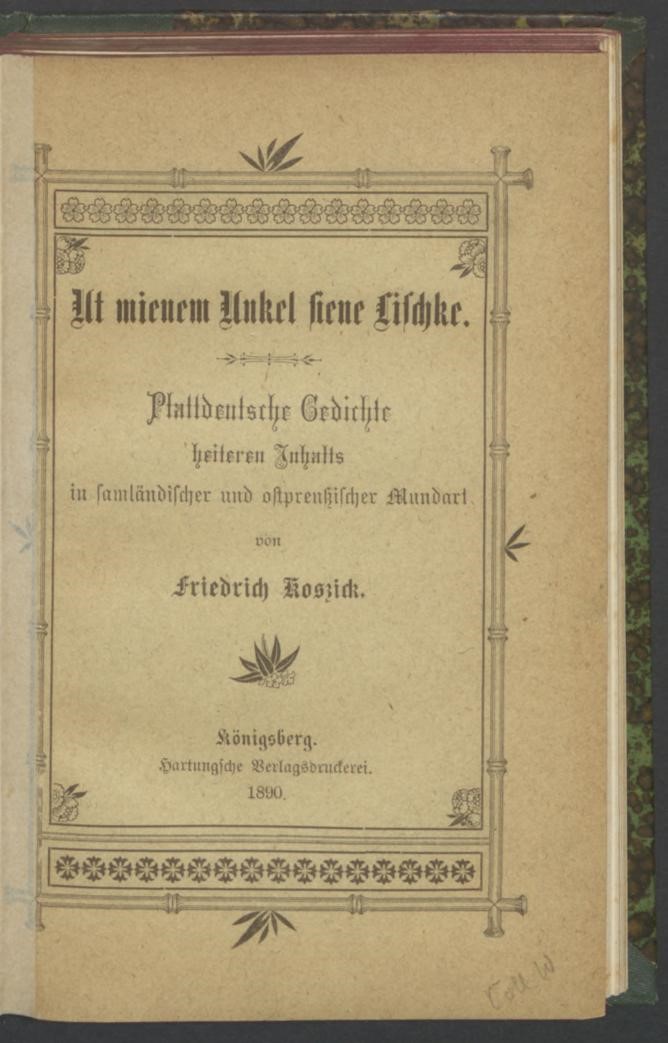 Ut mienem Unkel siene Lischke.
Plattdeutsche Gedichte
heiteren Inhalts
in samländischer und ostpreußischer Mundart
von
Friedrich Koszick.
Königsberg.
Hartungsche Verlagsdruckerei.
1890.
Coll W